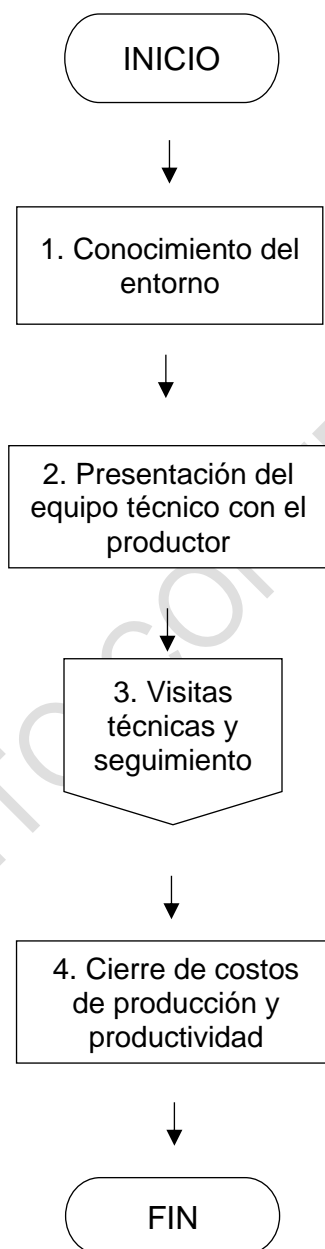 INICIO
1. Conocimiento del
entorno
2. Presentación del
equipo técnico con el
productor
3. Visitas
técnicas y
seguimiento
4. Cierre de costos
de producción y
productividad
FIN